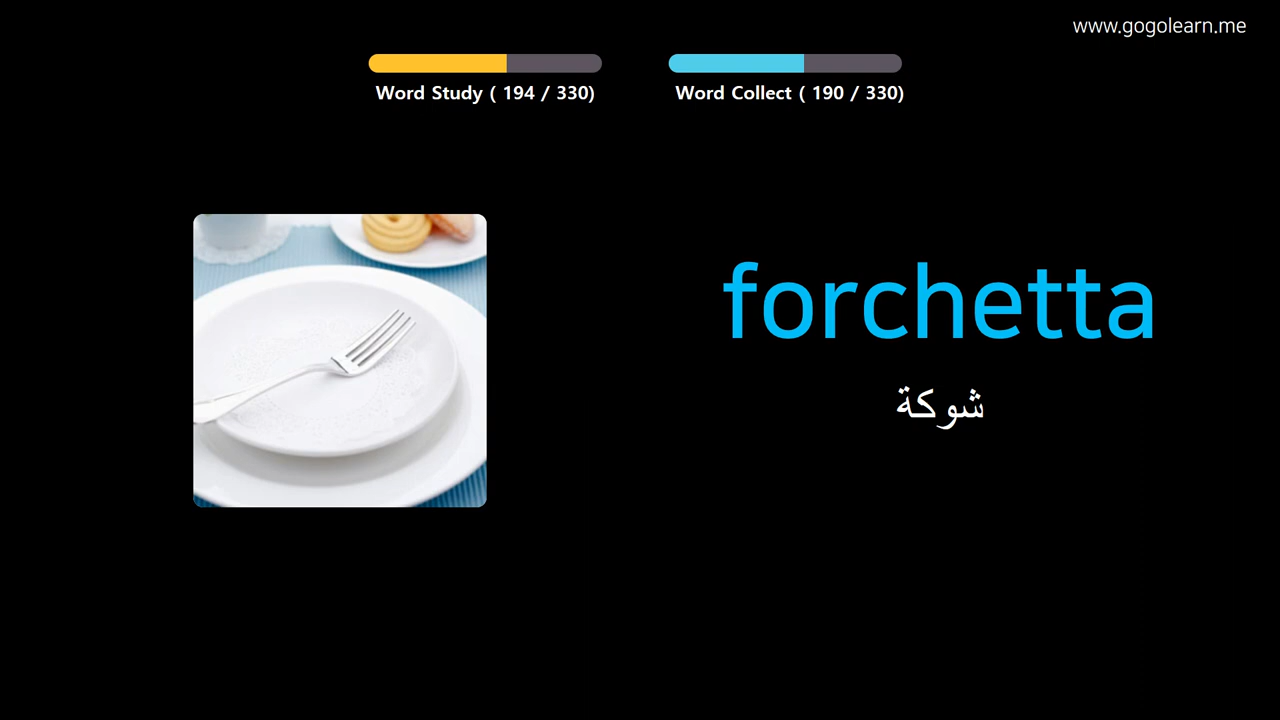 www.gogolearn.me
Word Study ( 194 / 330)
Word Collect ( 190 / 330)
forchetta
شوكة